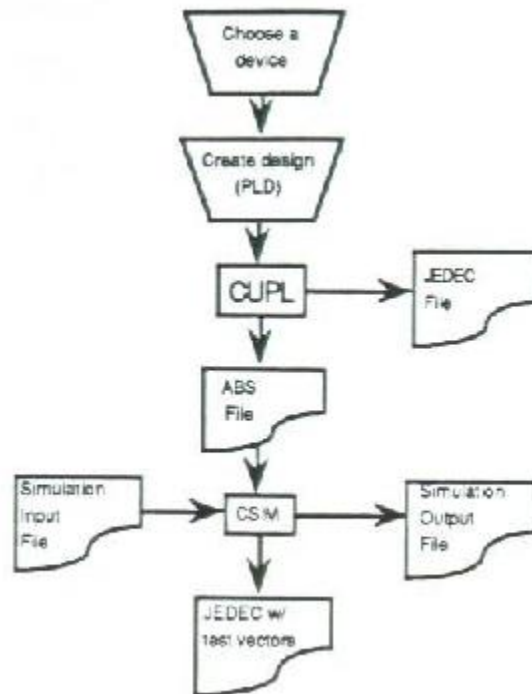 Choose a
device
Create design
(PLD)
CUPL
JEDEC
File
ABS
File
Simulation
Input
File
CSIM
Simulation
Output
File
JEDEC w/
test vectors